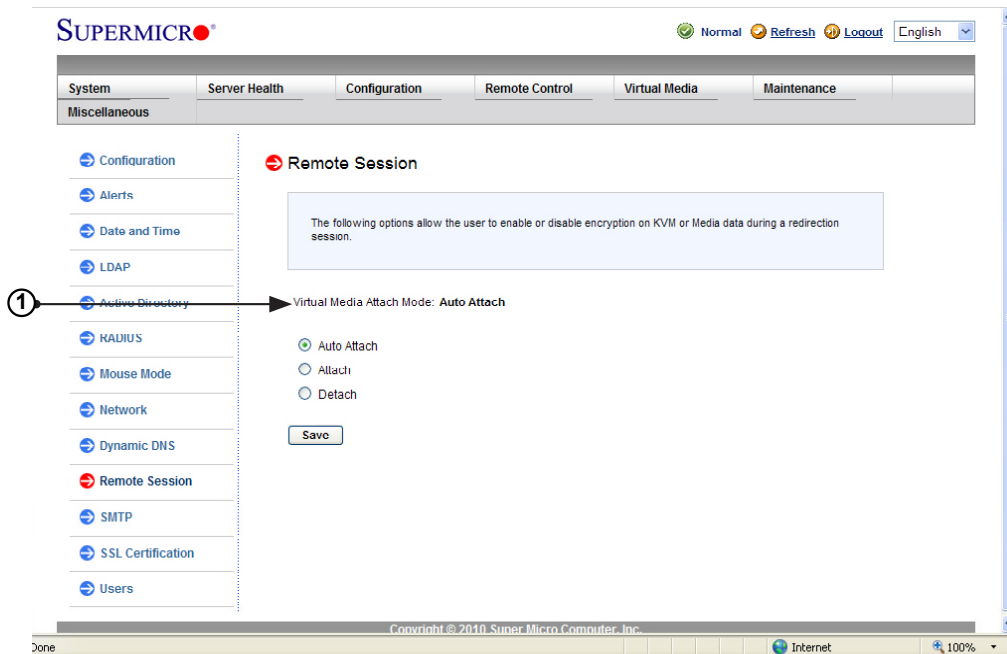 SUPERMICRO
Normal Refresh Logout English
System Server Health Configuration Remote Control Virtual Media Maintenance
Miscellaneous
Configuration
Alerts
Date and Time
LDAP
Active Directory
RADIUS
Mouse Mode
Network
Dynamic DNS
Remote Session
SMTP
SSL Certification
Users
Remote Session
The following options allow the user to enable or disable encryption on KVM or Media data during a redirection
session.
1
Virtual Media Attach Mode: Auto Attach
Auto Attach
Attach
Detach
Save
Copyright © 2010 Super Micro Computer, Inc.
Done Internet 100%